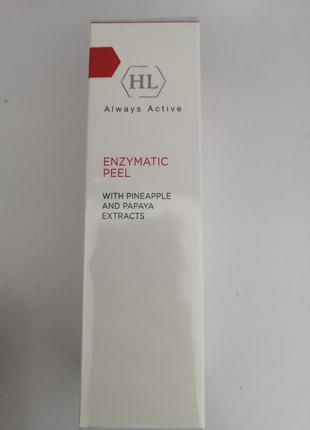 HL
Always Active
ENZYMATIC
PEEL
WITH PINEAPPLE
AND PAPAYA
EXTRACTS